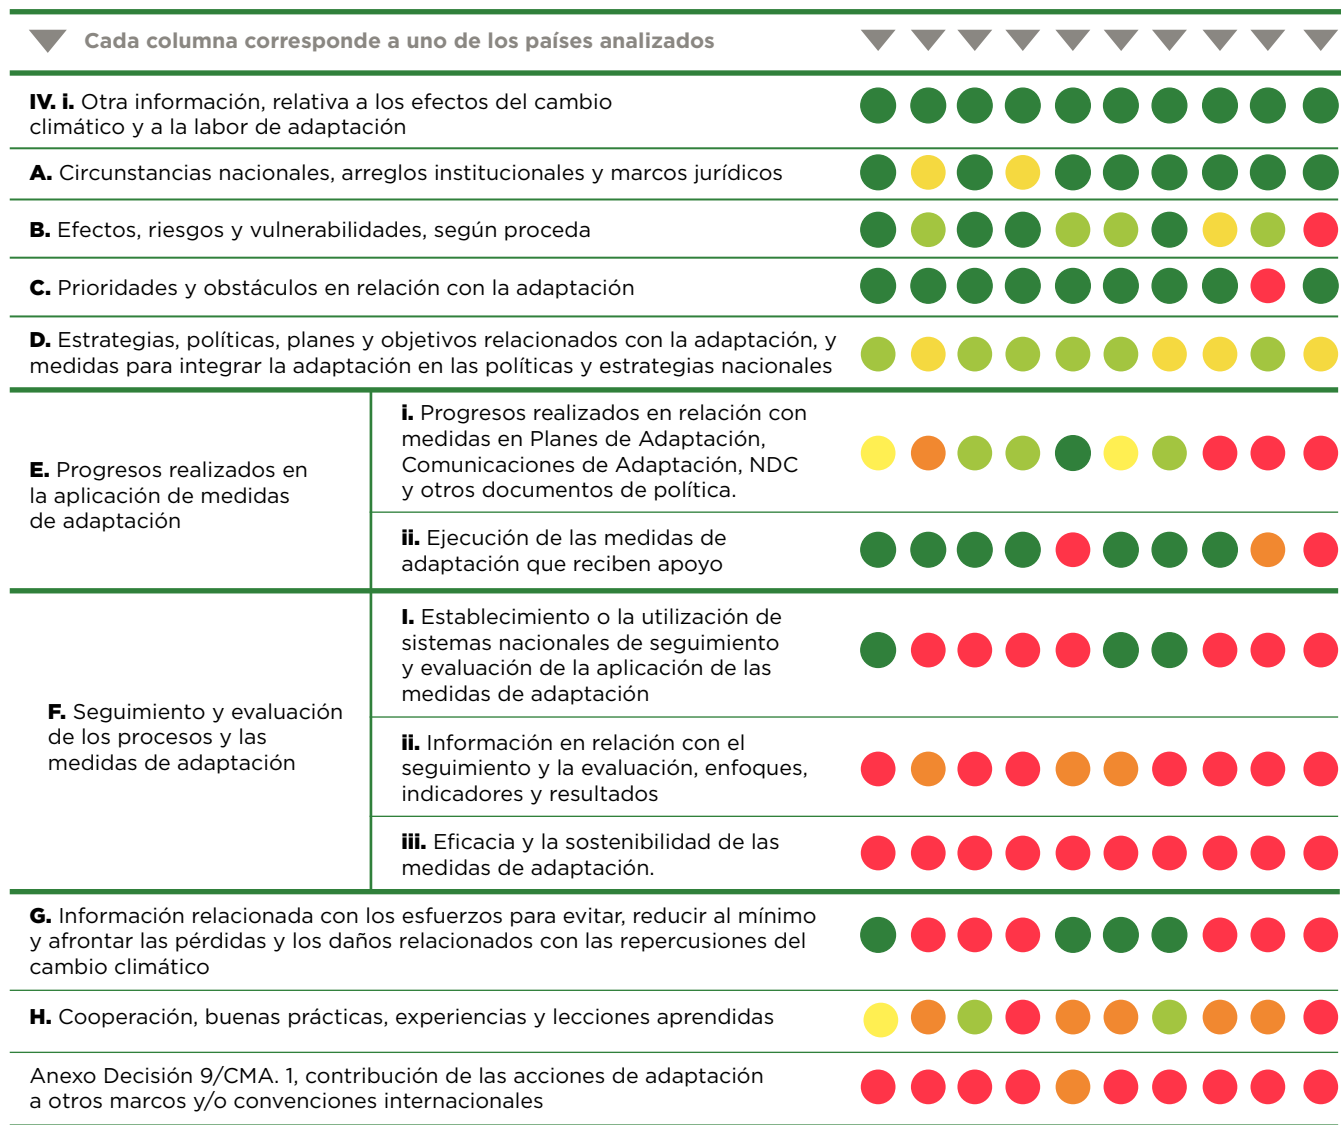 Cada columna corresponde a uno de los países analizados
IV. i. Otra información, relativa a los efectos del cambio
climático y a la labor de adaptación
A. Circunstancias nacionales, arreglos institucionales y marcos jurídicos
B. Efectos, riesgos y vulnerabilidades, según proceda
C. Prioridades y obstáculos en relación con la adaptación
D. Estrategias, políticas, planes y objetivos relacionados con la adaptación, y
medidas para integrar la adaptación en las políticas y estrategias nacionales
E. Progresos realizados en
la aplicación de medidas
de adaptación
i. Progresos realizados en relación con
medidas en Planes de Adaptación,
Comunicaciones de Adaptación, NDC
y otros documentos de política.
ii. Ejecución de las medidas de
adaptación que reciben apoyo
F. Seguimiento y evaluación
de los procesos y las
medidas de adaptación
I. Establecimiento o la utilización de
sistemas nacionales de seguimiento
y evaluación de la aplicación de las
medidas de adaptación
ii. Información en relación con el
seguimiento y la evaluación, enfoques,
indicadores y resultados
iii. Eficacia y la sostenibilidad de las
medidas de adaptación.
G. Información relacionada con los esfuerzos para evitar, reducir al mínimo
y afrontar las pérdidas y los daños relacionados con las repercusiones del
cambio climático
H. Cooperación, buenas prácticas, experiencias y lecciones aprendidas
Anexo Decisión 9/CMA. 1, contribución de las acciones de adaptación
a otros marcos y/o convenciones internacionales